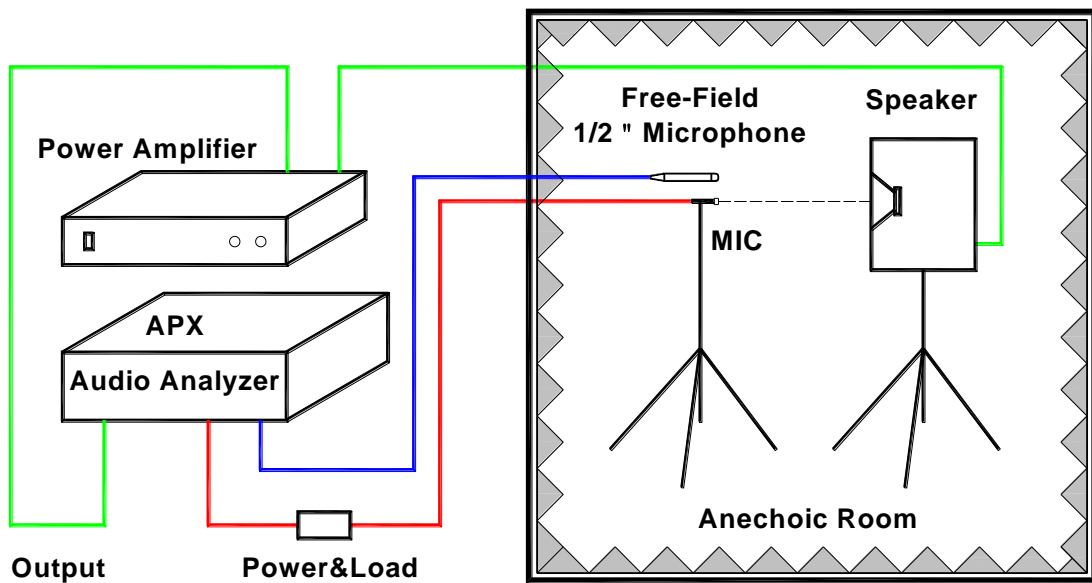 Free-Field
1/2 " Microphone
Speaker
Power Amplifier
MIC
APX
Audio Analyzer
Anechoic Room
Output
Power&Load